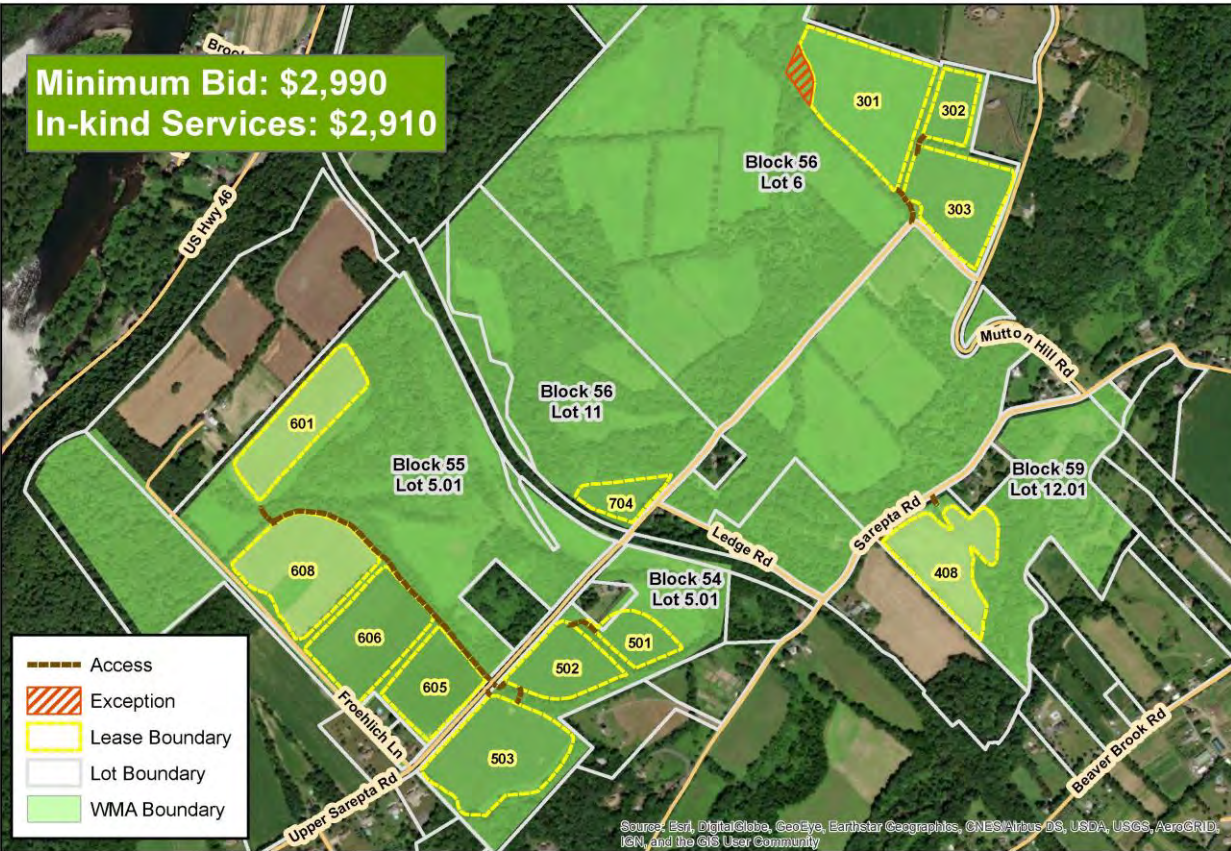 Minimum Bid: $2,990
In-kind Services: $2,910
US Hwy 46
301
302
303
Block 56
Lot 6
Mutton Hill Rd
601
Block 56
Lot 11
Block 55
Lot 5.01
704
Ledge Rd
Sarepta Rd
Block 59
Lot 12.01
408
608
606
605
Block 54
Lot 5.01
501
502
503
Froehlich Ln
Upper Sarepta Rd
Beaver Brook Rd
Access
Exception
Lease Boundary
Lot Boundary
WMA Boundary
Source: Esri, DigitalGlobe, GeoEye, Earthstar Geographics, CNES/Airbus DS, USDA, USGS, AeroGRID,
IGN, and the GIS User Community